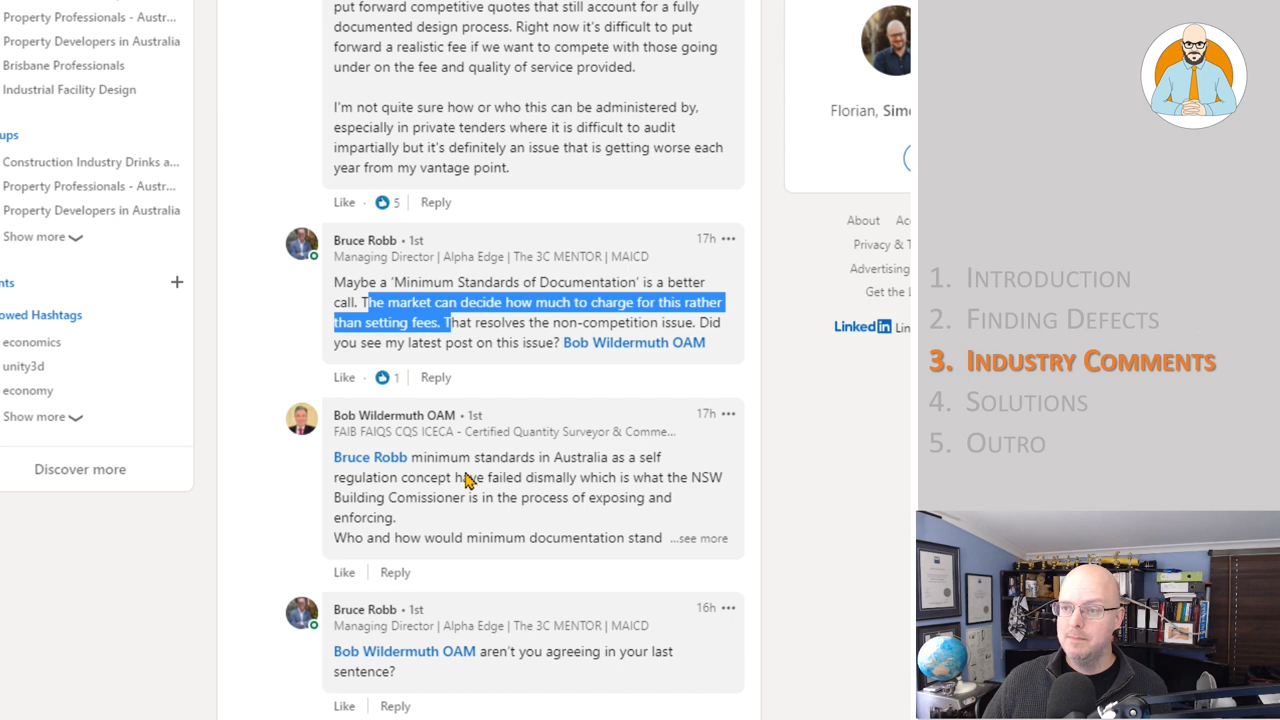 Property Professionals - Austr...
Property Developers in Australia
Brisbane Professionals
Industrial Facility Design
ups
Construction Industry Drinks a...
Property Professionals - Austr...
Property Developers in Australia
Show more
nts
owed Hashtags
economics
unity3d
economy
Show more
Discover more
put forward competitive quotes that still account for a fully
documented design process. Right now it's difficult to put
forward a realistic fee if we want to compete with those going
under on the fee and quality of service provided.
I'm not quite sure how or who this can be administered by,
especially in private tenders where it is difficult to audit
impartially but it's definitely an issue that is getting worse each
year from my vantage point.
Like · 5 | Reply
Bruce Robb • 1st 17h •••
Managing Director | Alpha Edge | The 3C MENTOR | MAICD
Maybe a 'Minimum Standards of Documentation' is a better
call. The market can decide how much to charge for this rather
than setting fees. That resolves the non-competition issue. Did
you see my latest post on this issue? Bob Wildermuth OAM
Like · 1 | Reply
Bob Wildermuth OAM • 1st 17h •••
FAIB FAIQS CQS ICECA - Certified Quantity Surveyor & Comme...
Bruce Robb minimum standards in Australia as a self
regulation concept have failed dismally which is what the NSW
Building Comissioner is in the process of exposing and
enforcing.
Who and how would minimum documentation stand ...see more
Like | Reply
Bruce Robb • 1st 16h •••
Managing Director | Alpha Edge | The 3C MENTOR | MAICD
Bob Wildermuth OAM aren't you agreeing in your last
sentence?
Like | Reply
Florian, Simo
About Ac
Privacy & T
Advertising
Get the L
LinkedIn Lin
1. INTRODUCTION
2. FINDING DEFECTS
3. INDUSTRY COMMENTS
4. SOLUTIONS
5. OUTRO